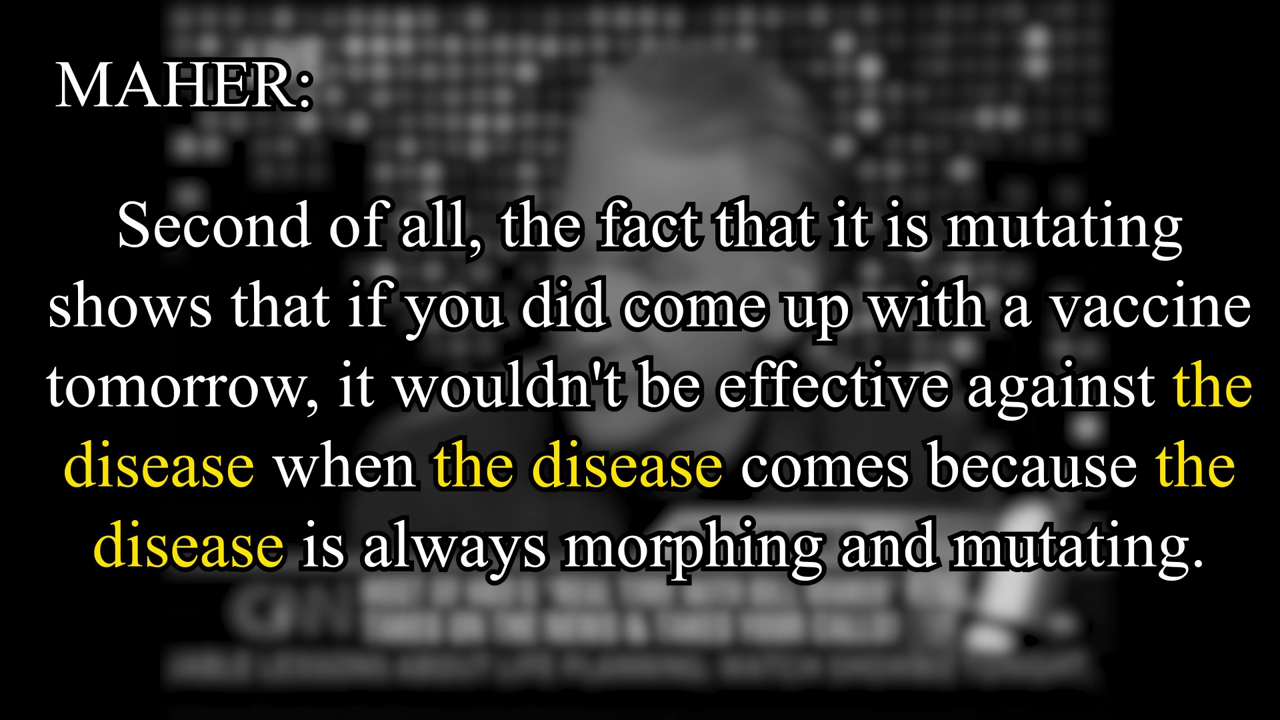 MAHER:
Second of all, the fact that it is mutating
shows that if you did come up with a vaccine
tomorrow, it wouldn't be effective against the
disease when the disease comes because the
disease is always morphing and mutating.